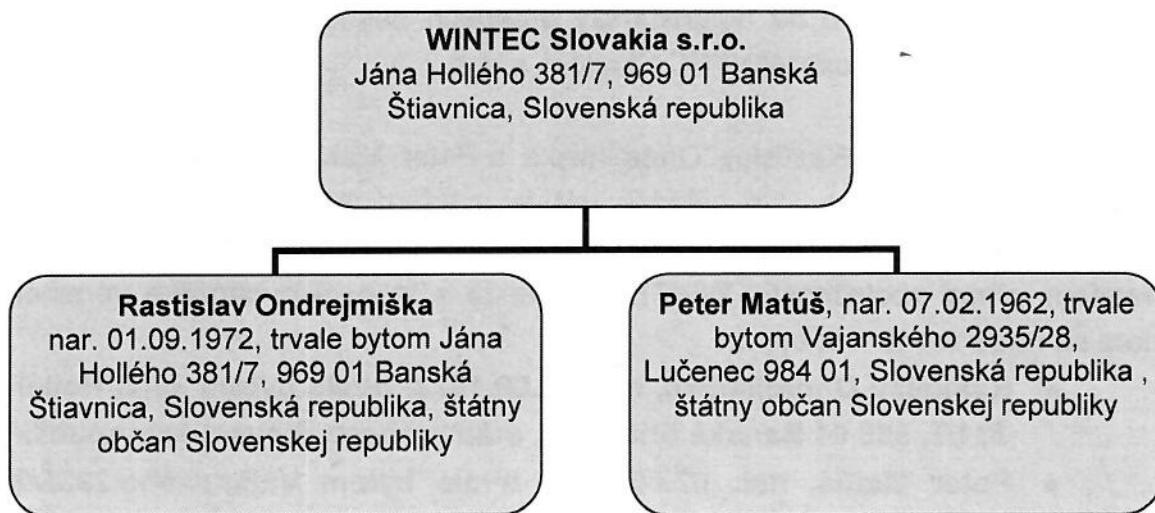 WINTEC Slovakia s.r.o.
Jána Hollého 381/7, 969 01 Banská
Štiavnica, Slovenská republika
Rastislav Ondrejmiška
nar. 01.09.1972, trvale bytom Jána
Hollého 381/7, 969 01 Banská
Štiavnica, Slovenská republika, štátny
občan Slovenskej republiky
Peter Matúš, nar. 07.02.1962, trvale
bytom Vajanského 2935/28,
Lučenec 984 01, Slovenská republika ,
štátny občan Slovenskej republiky